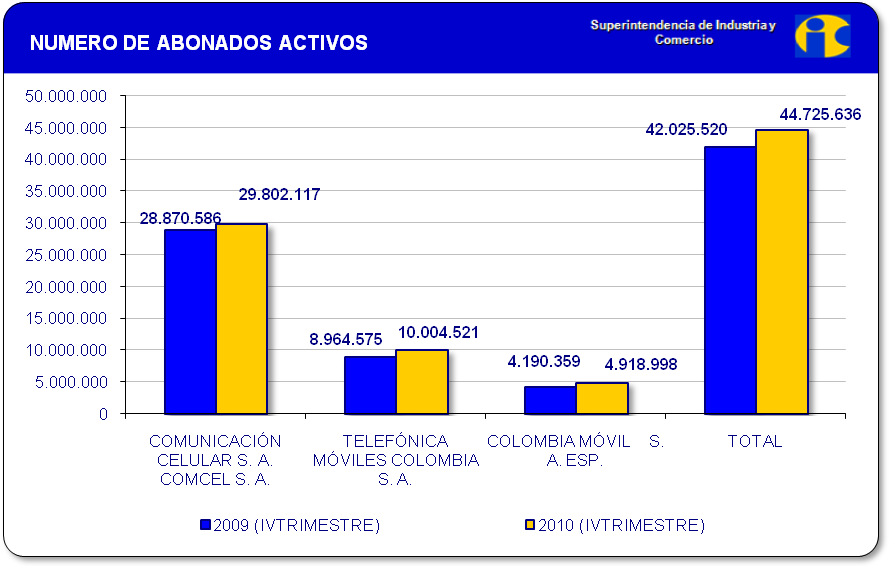 NUMERO DE ABONADOS ACTIVOS
Superintendencia de Industria y
Comercio
iC
50.000.000
45.000.000
40.000.000
35.000.000
30.000.000
25.000.000
20.000.000
15.000.000
10.000.000
5.000.000
0
28.870.586
29.802.117
8.964.575
10.004.521
4.190.359
4.918.998
42.025.520
44.725.636
COMUNICACIÓN
CELULAR S. A.
COMCEL S. A.
TELEFÓNICA
MÓVILES COLOMBIA
S. A.
COLOMBIA MÓVIL S.
A. ESP.
TOTAL
2009 (IVTRIMESTRE)
2010 (IVTRIMESTRE)